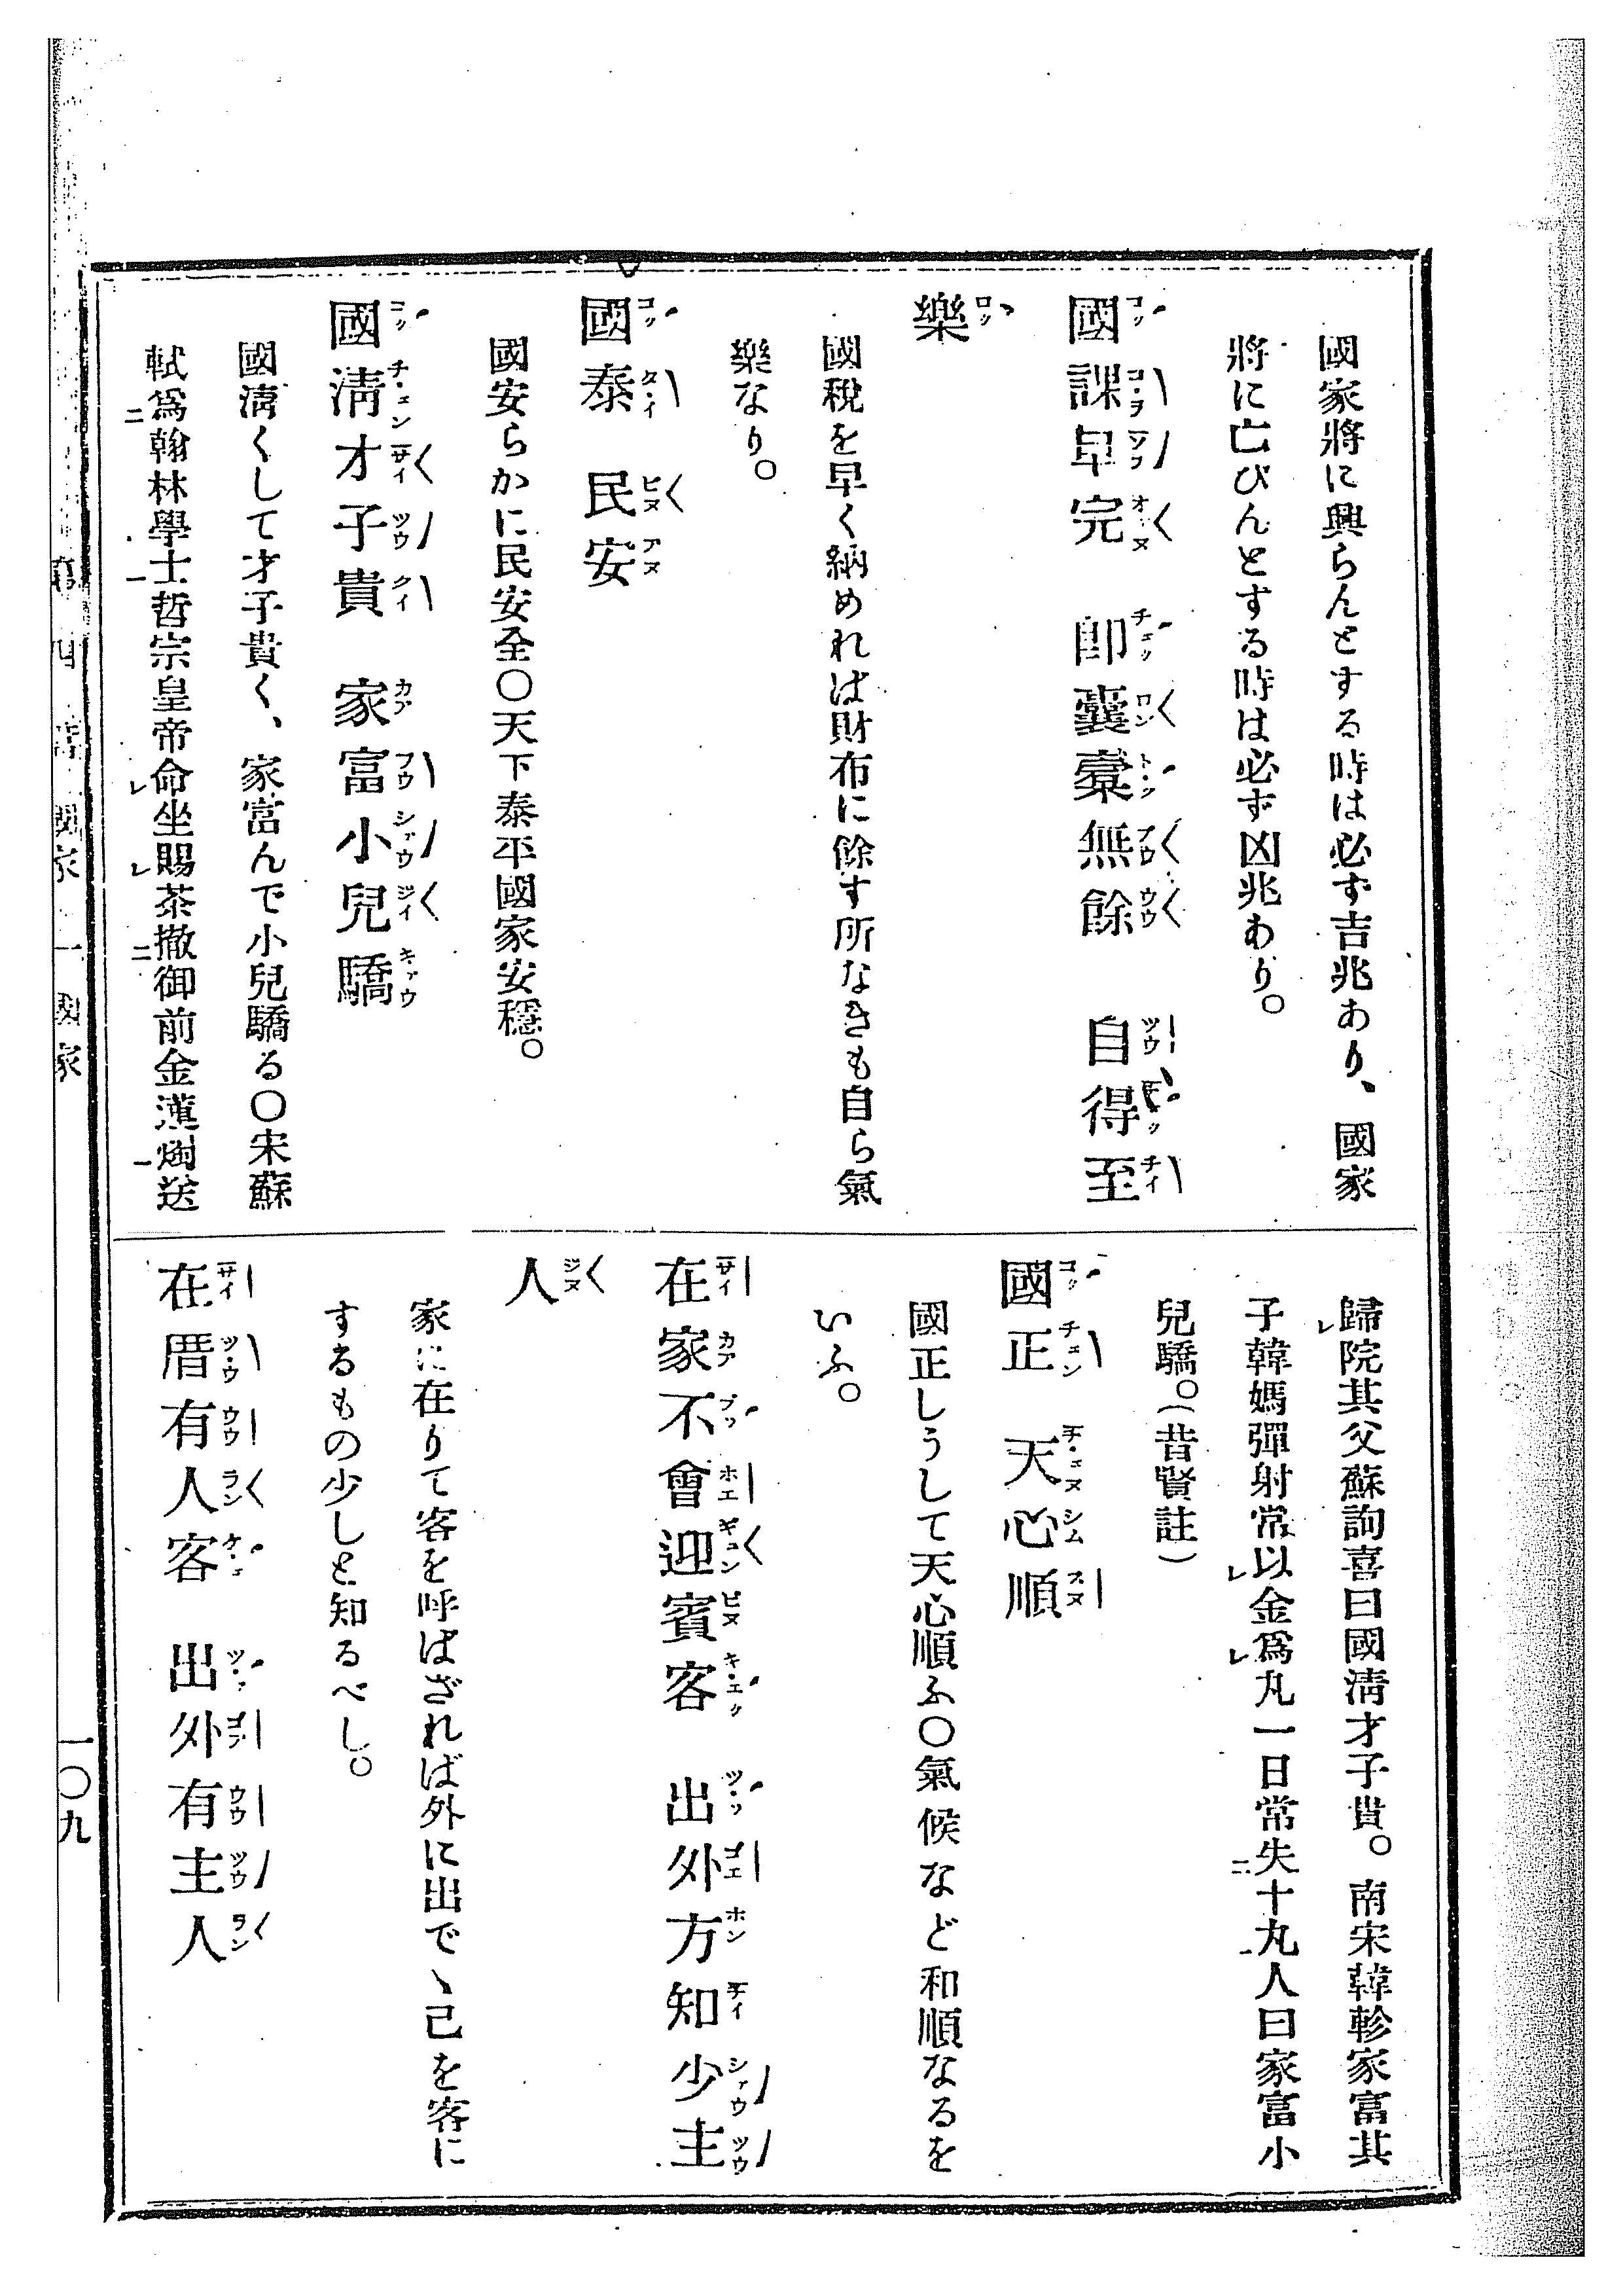 國家將に興らんとする時は必ず吉兆あり、國家
將に亡びんとする時は必ず凶兆あり。
國課早完 卽囊橐無餘 自得至
樂
國稅を早く納めれば財布に餘す所なきも自ら氣
樂なり。
國泰 民安
國安らかに民安全〇天下泰平國家安穩。
國淸才子貴 家富小兒驕
國淸くして才子貴く、家富んで小兒驕る〇宋蘇
軾爲翰林學士哲宗皇帝命坐賜茶撤御前金蓮燭送
歸院其父蘇詢喜曰國淸才子貴。南宋韓軫家富其
子韓嫣彈射常以金爲丸一日常失十丸人曰家富小
兒驕。(昔賢註)
國正 天心順
國正しうして天心順ふ〇氣候など和順なるを
いふ。
在家不會迎賓客 出外方知少主
人
家に在りて客を呼ばざれば外に出で、己を客に
するもの少しと知るべし。
在厝有人客 出外有主人
第四 富國家 一 國家
一〇九